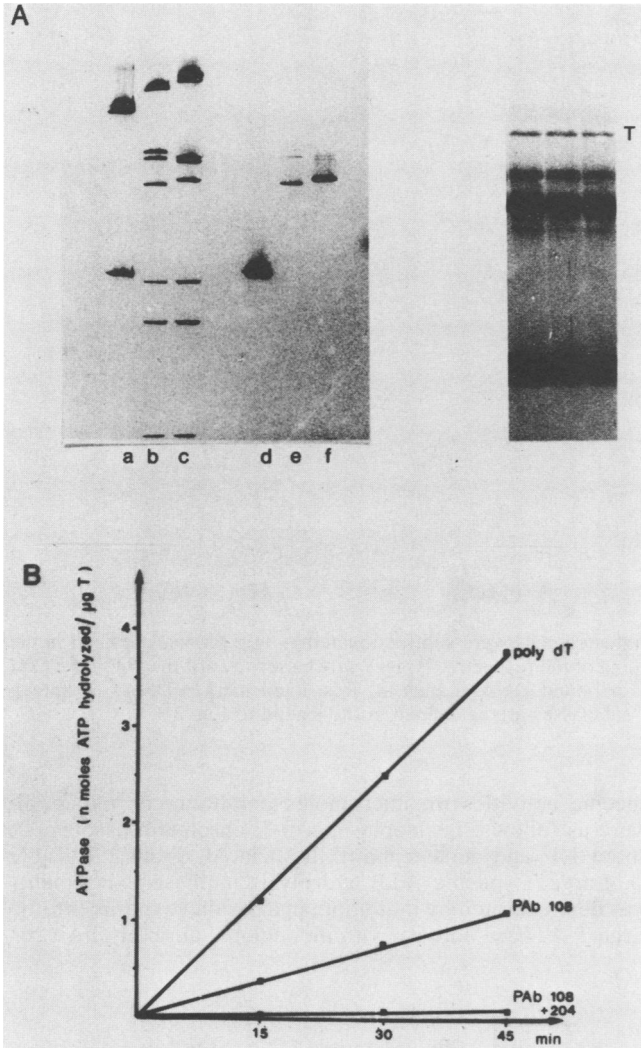 A
T
a b c d e f
B
ATPase (n moles ATP hydrolyzed/μg T)
4
3
2
1
poly dT
PAb 108
PAb 108
+204
15 30 45
min